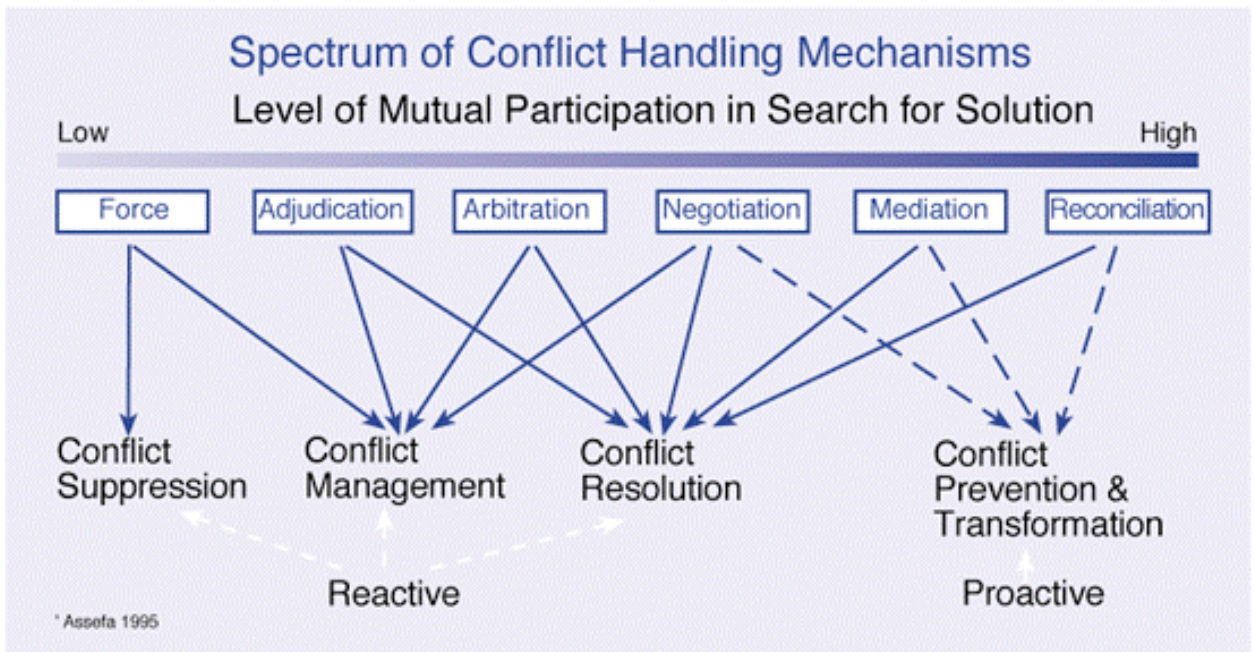 Spectrum of Conflict Handling Mechanisms
Level of Mutual Participation in Search for Solution
Low
High
Force
Adjudication
Arbitration
Negotiation
Mediation
Reconciliation
Conflict
Suppression
Conflict
Management
Conflict
Resolution
Conflict
Prevention &
Transformation
Reactive
Proactive
* Assefa 1995